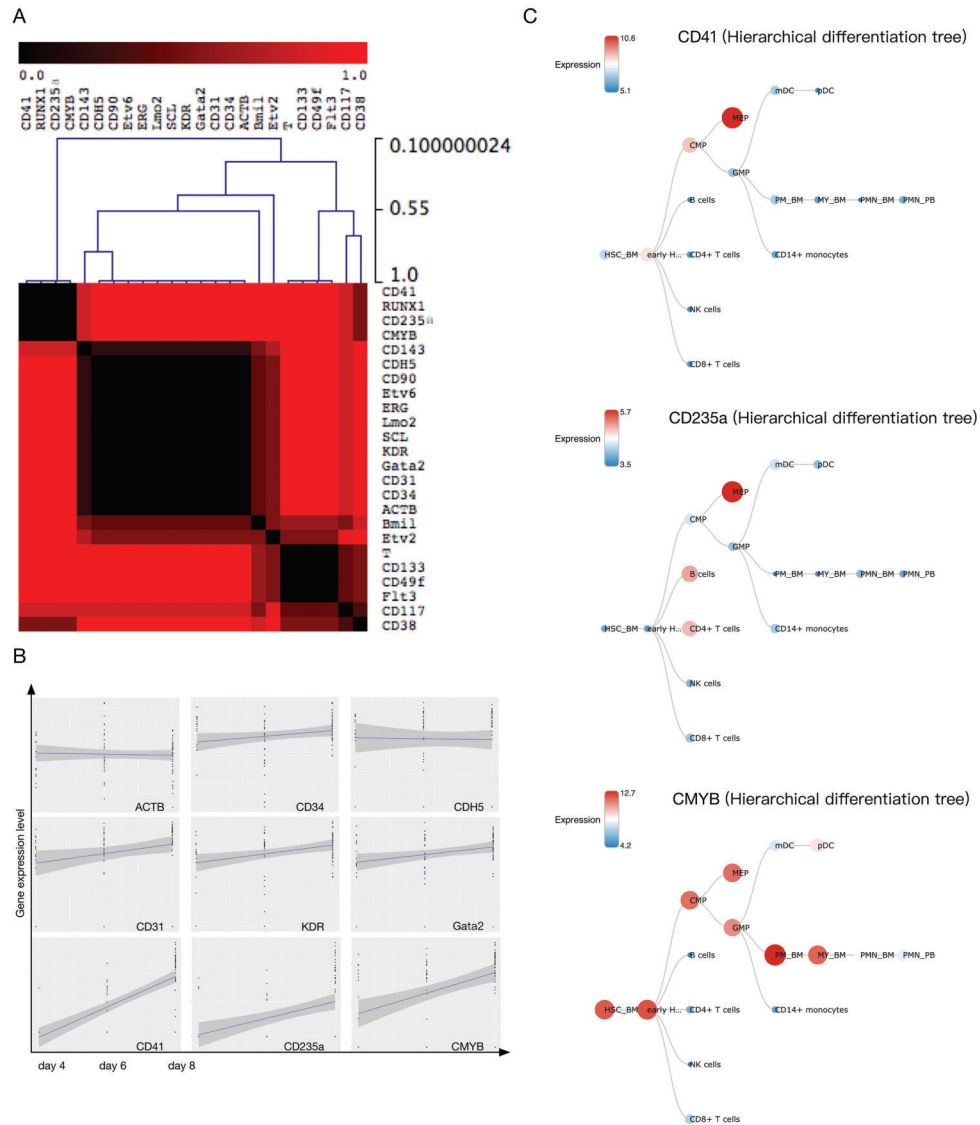 A
0.0 1.0
CD41
RUNX1
CD235a
CMYB
CD143
CDH5
CD90
Etv6
ERG
Lmo2
SCL
KDR
Gata2
CD31
CD34
ACTB
Bmil
Etv2
T
CD133
CD49f
Flt3
CD117
CD38
0.100000024
0.55
1.0
CD41
RUNX1
CD235a
CMYB
CD143
CDH5
CD90
Etv6
ERG
Lmo2
SCL
KDR
Gata2
CD31
CD34
ACTB
Bmil
Etv2
T
CD133
CD49f
Flt3
CD117
CD38
B
Gene expression level
ACTB CD34 CDH5
CD31 KDR Gata2
CD41 CD235a CMYB
day 4 day 6 day 8
C
CD41 (Hierarchical differentiation tree)
10.6
Expression
5.1
mDC pDC
MEP
CMP
GMP
B cells PM_BM MY_BM PMN_BM PMN_PB
HSC_BM early H... CD4+ T cells CD14+ monocytes
NK cells
CD8+ T cells
CD235a (Hierarchical differentiation tree)
5.7
Expression
3.5
mDC pDC
MEP
CMP
GMP
B cells PM_BM MY_BM PMN_BM PMN_PB
HSC_BM early H... CD4+ T cells CD14+ monocytes
NK cells
CD8+ T cells
CMYB (Hierarchical differentiation tree)
12.7
Expression
4.2
mDC pDC
MEP
CMP
GMP
B cells PM_BM MY_BM PMN_BM PMN_PB
HSC_BM early H... CD4+ T cells CD14+ monocytes
NK cells
CD8+ T cells